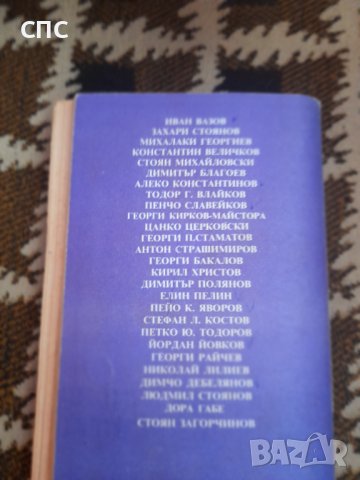 СПС
ИВАН ВАЗОВ
ЗАХАРИ СТОЯНОВ
МИХАЛАКИ ГЕОРГИЕВ
КОНСТАНТИН ВЕЛИЧКОВ
СТОЯН МИХАЙЛОВСКИ
ДИМИТЪР БЛАГОЕВ
АЛЕКО КОНСТАНТИНОВ
ТОДОР Г. ВЛАЙКОВ
ПЕНЧО СЛАВЕЙКОВ
ГЕОРГИ КИРКОВ-МАЙСТОРА
ЦАНКО ЦЕРКОВСКИ
ГЕОРГИ П.СТАМАТОВ
АНТОН СТРАШИМИРОВ
ГЕОРГИ БАКАЛОВ
КИРИЛ ХРИСТОВ
ДИМИТЪР ПОЛЯНОВ
ЕЛИН ПЕЛИН
ПЕЙО К. ЯВОРОВ
СТЕФАН Л. КОСТОВ
ПЕТКО Ю. ТОДОРОВ
ЙОРДАН ЙОВКОВ
ГЕОРГИ РАЙЧЕВ
НИКОЛАЙ ЛИЛИЕВ
ДИМЧО ДЕБЕЛЯНОВ
ЛЮДМИЛ СТОЯНОВ
ДОРА ГАБЕ
СТОЯН ЗАГОРЧИНОВ
BAZAR